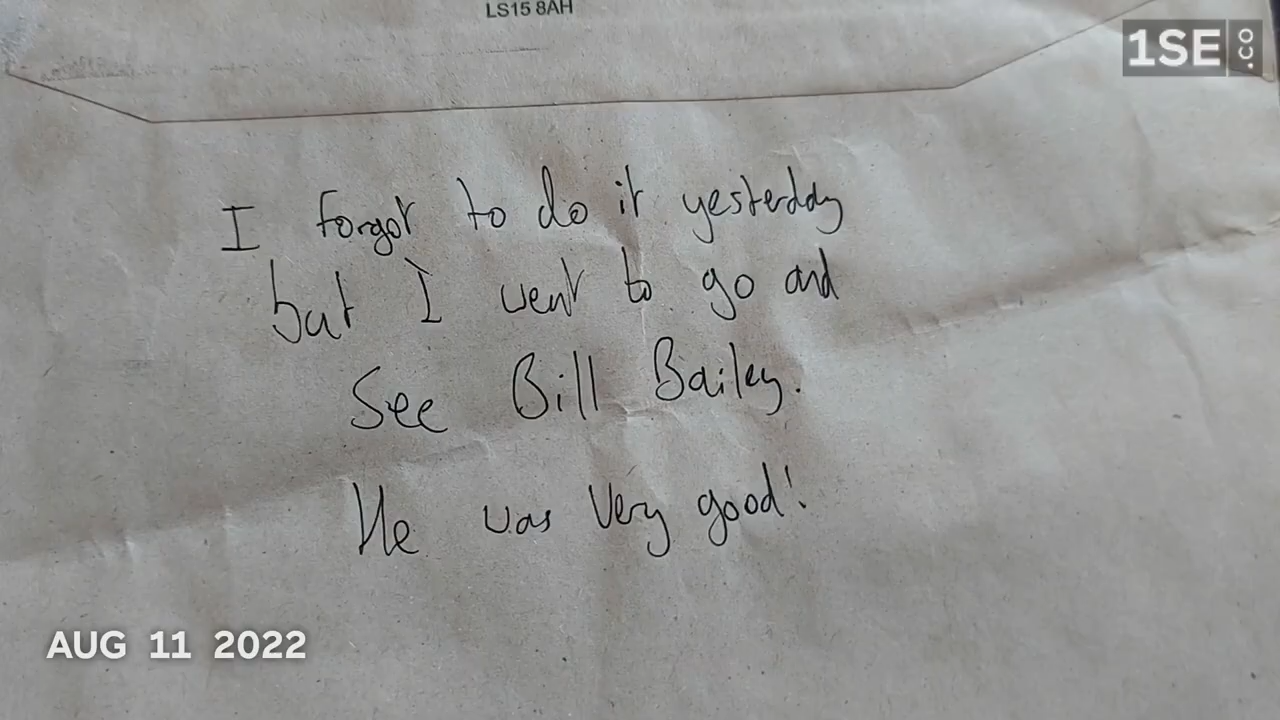 LS15 8AH
1SE.CO
I forgot to do it yesterday
but I went to go and
See Bill Bailey.
He was very good!
AUG 11 2022